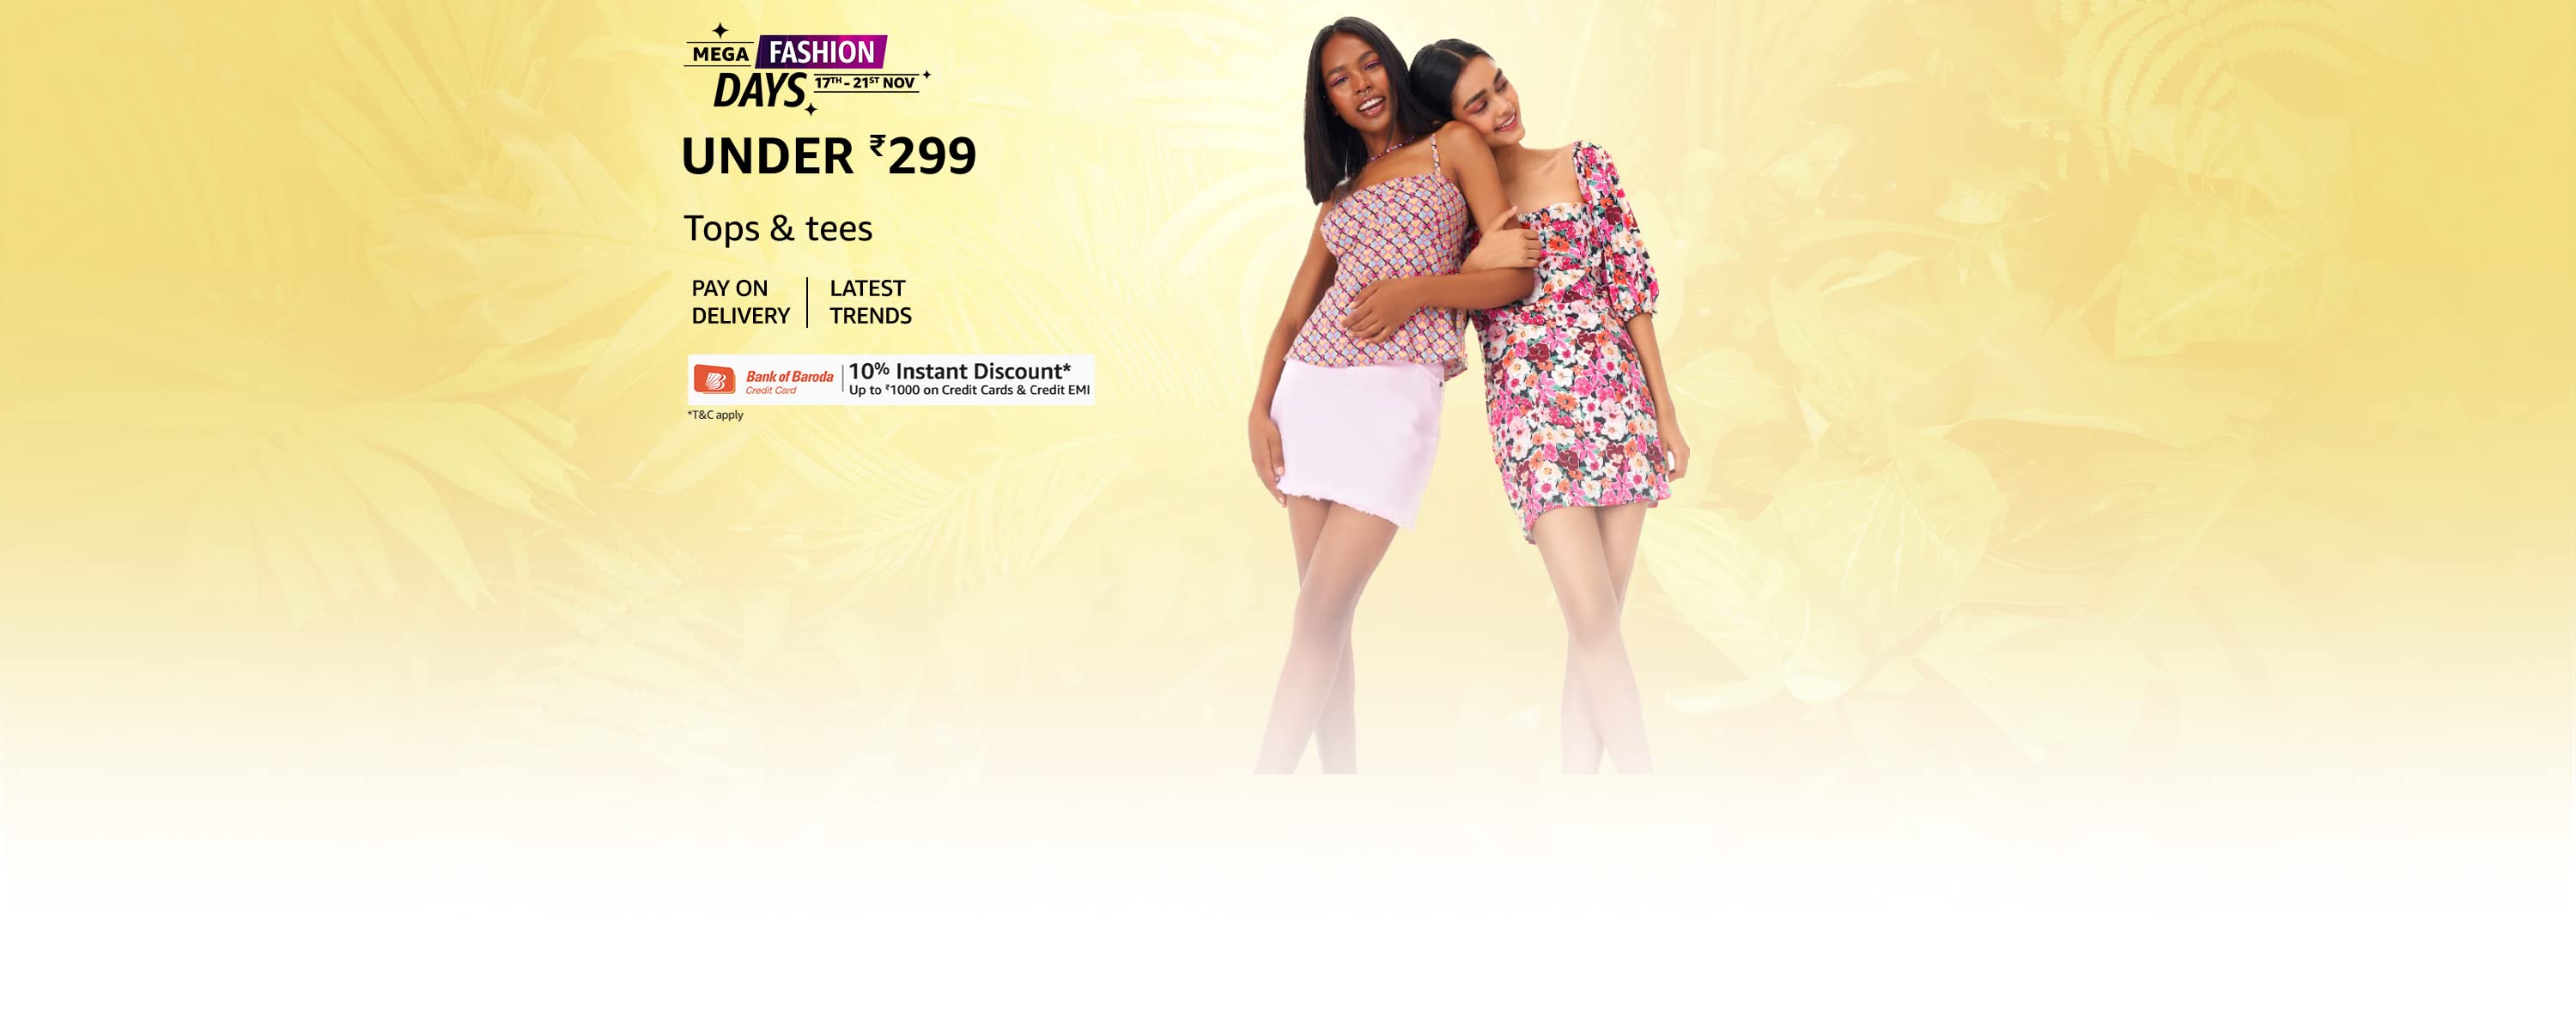 MEGA FASHION
DAYS 17TH - 21ST NOV
UNDER ₹299
Tops & tees
PAY ON
DELIVERY
LATEST
TRENDS
Bank of Baroda
Credit Card
10% Instant Discount*
Up to ₹1000 on Credit Cards & Credit EMI
*T&C apply